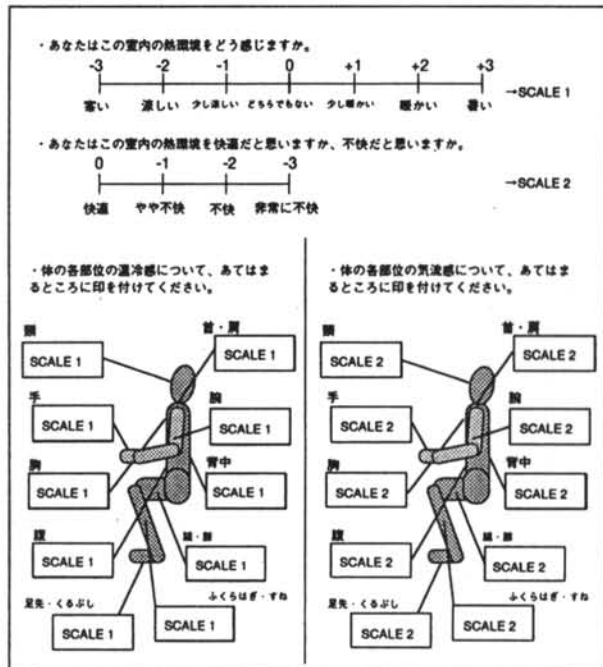 ・あなたはこの室内の熱環境をどう感じますか。
-3 -2 -1 0 +1 +2 +3
寒い 涼しい 少し涼しい どちらでもない 少し暖かい 暖かい 暑い
→SCALE 1
・あなたはこの室内の熱環境を快適だと思いますか、不快だと思いますか。
0 -1 -2 -3
快適 やや不快 不快 非常に不快
→SCALE 2
・体の各部位の温冷感について、あてはま
るところに印を付けてください。
頭
SCALE 1
首・肩
SCALE 1
手
SCALE 1
胸
SCALE 1
胸
SCALE 1
背中
SCALE 1
腹
SCALE 1
SCALE 1
足先・くるぶし
SCALE 1
SCALE 1
・体の各部位の気流感について、あてはま
るところに印を付けてください。
頭
SCALE 2
首・肩
SCALE 2
手
SCALE 2
胸
SCALE 2
胸
SCALE 2
背中
SCALE 2
腹
SCALE 2
SCALE 2
足先・くるぶし
SCALE 2
ふくらはぎ・すね
SCALE 2
ふくらはぎ・すね